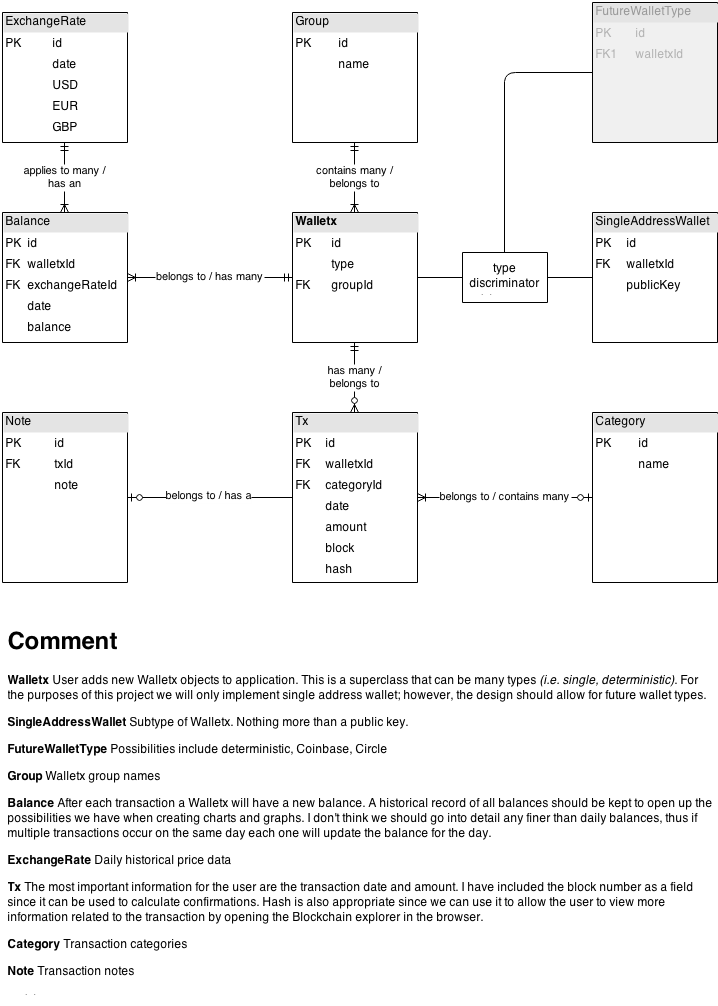 ExchangeRate
PK id
date
USD
EUR
GBP
Group
PK id
name
FutureWalletType
PK id
FK1 walletxId
applies to many /
has an
contains many /
belongs to
Balance
PK id
FK walletxId
FK exchangeRateId
date
balance
belongs to / has many
Walletx
PK id
type
FK groupId
type
discriminator
SingleAddressWallet
PK id
FK walletxId
publicKey
has many /
belongs to
Note
PK id
FK txId
note
belongs to / has a
Tx
PK id
FK walletxId
FK categoryId
date
amount
block
hash
belongs to / contains many
Category
PK id
name
Comment
Walletx User adds new Walletx objects to application. This is a superclass that can be many types (i.e. single, deterministic). For
the purposes of this project we will only implement single address wallet; however, the design should allow for future wallet types.
SingleAddressWallet Subtype of Walletx. Nothing more than a public key.
FutureWalletType Possibilities include deterministic, Coinbase, Circle
Group Walletx group names
Balance After each transaction a Walletx will have a new balance. A historical record of all balances should be kept to open up the
possibilities we have when creating charts and graphs. I don't think we should go into detail any finer than daily balances, thus if
multiple transactions occur on the same day each one will update the balance for the day.
ExchangeRate Daily historical price data
Tx The most important information for the user are the transaction date and amount. I have included the block number as a field
since it can be used to calculate confirmations. Hash is also appropriate since we can use it to allow the user to view more
information related to the transaction by opening the Blockchain explorer in the browser.
Category Transaction categories
Note Transaction notes